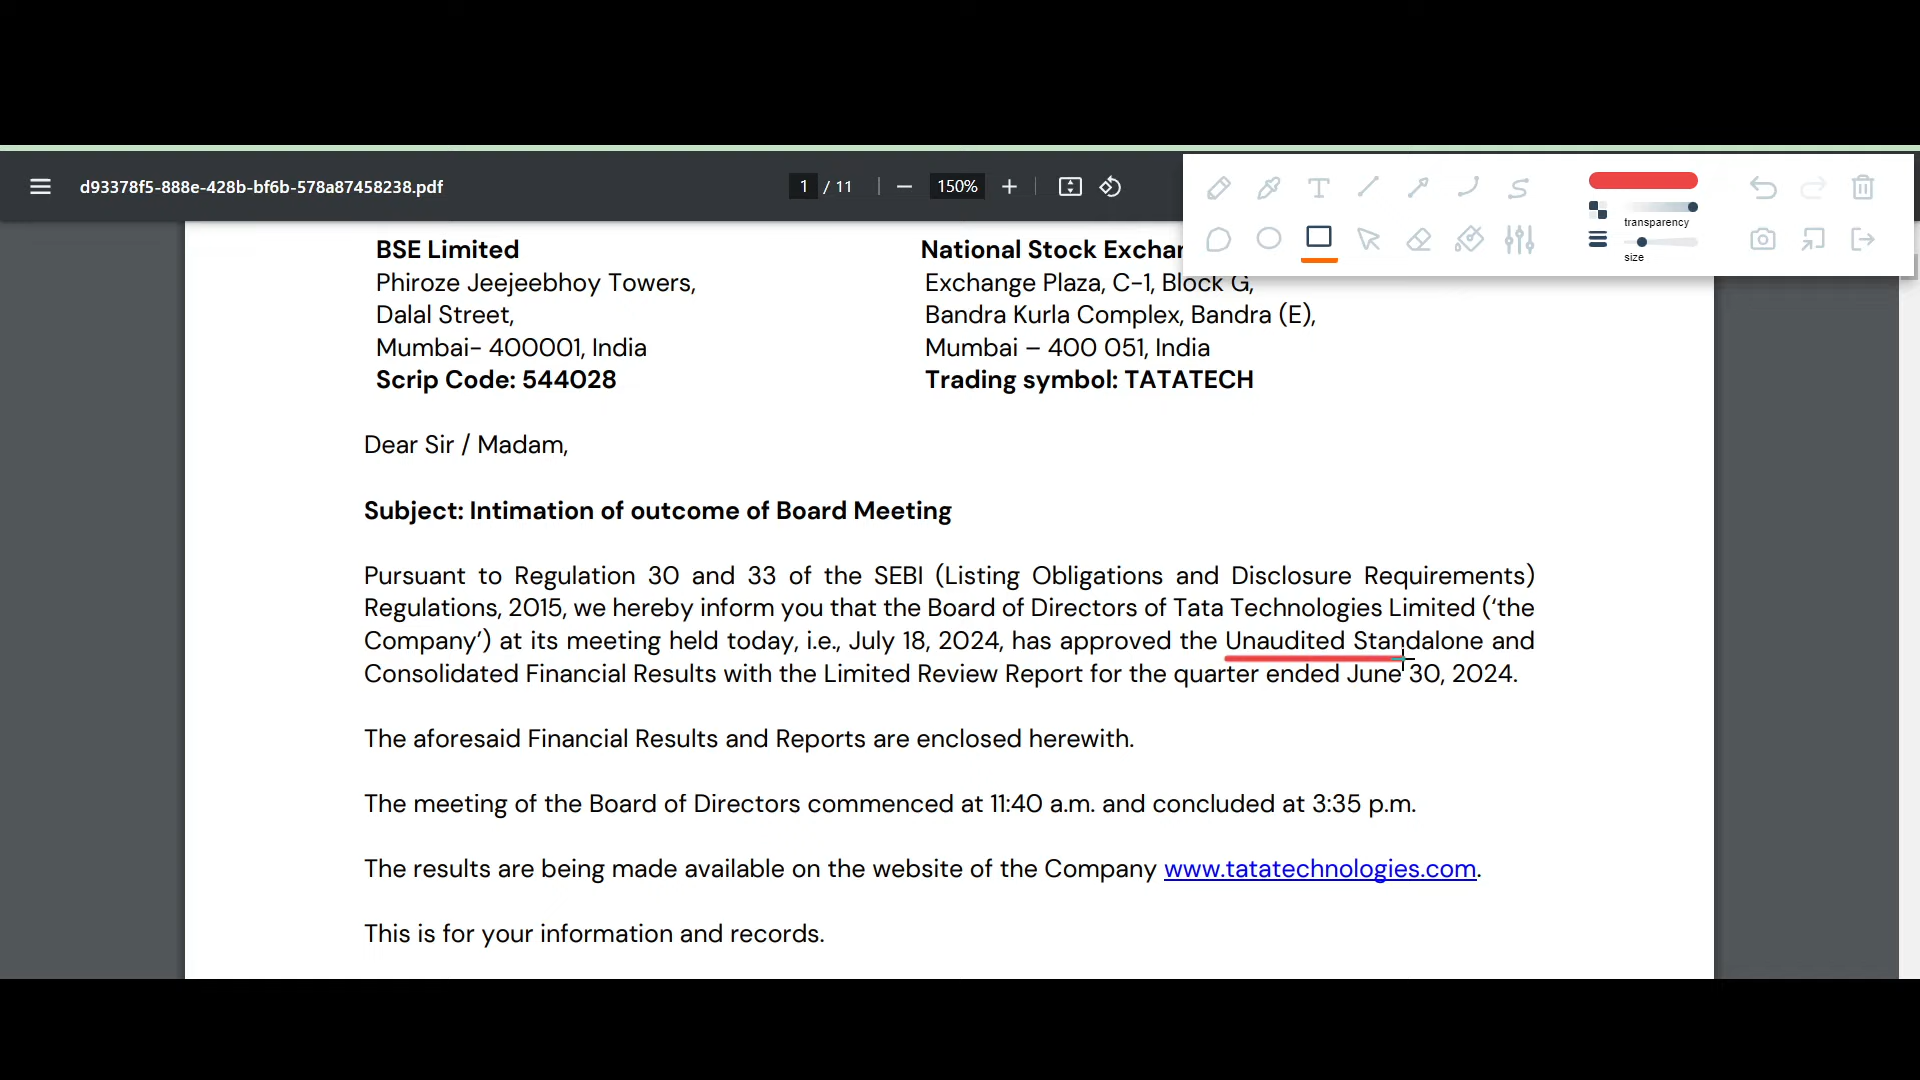 d93378f5-888e-428b-bf6b-578a87458238.pdf
1 / 11
150%
transparency
size
BSE Limited
Phiroze Jeejeebhoy Towers,
Dalal Street,
Mumbai- 400001, India
Scrip Code: 544028
National Stock Exchan
Exchange Plaza, C-1, Block G,
Bandra Kurla Complex, Bandra (E),
Mumbai – 400 051, India
Trading symbol: TATATECH
Dear Sir / Madam,
Subject: Intimation of outcome of Board Meeting
Pursuant to Regulation 30 and 33 of the SEBI (Listing Obligations and Disclosure Requirements)
Regulations, 2015, we hereby inform you that the Board of Directors of Tata Technologies Limited (‘the
Company’) at its meeting held today, i.e., July 18, 2024, has approved the Unaudited Standalone and
Consolidated Financial Results with the Limited Review Report for the quarter ended June 30, 2024.
The aforesaid Financial Results and Reports are enclosed herewith.
The meeting of the Board of Directors commenced at 11:40 a.m. and concluded at 3:35 p.m.
The results are being made available on the website of the Company www.tatatechnologies.com.
This is for your information and records.